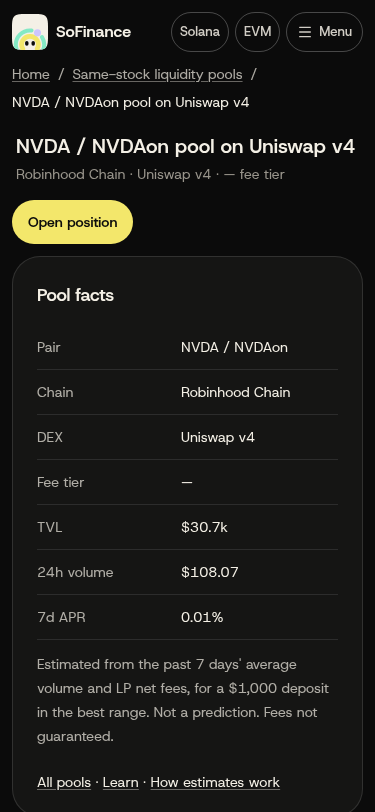 SoFinance
Solana
EVM
Menu
Home / Same-stock liquidity pools /
NVDA / NVDAon pool on Uniswap v4
NVDA / NVDAon pool on Uniswap v4
Robinhood Chain · Uniswap v4 · — fee tier
Open position
Pool facts
Pair NVDA / NVDAon
Chain Robinhood Chain
DEX Uniswap v4
Fee tier —
TVL $30.7k
24h volume $108.07
7d APR 0.01%
Estimated from the past 7 days' average
volume and LP net fees, for a $1,000 deposit
in the best range. Not a prediction. Fees not
guaranteed.
All pools · Learn · How estimates work